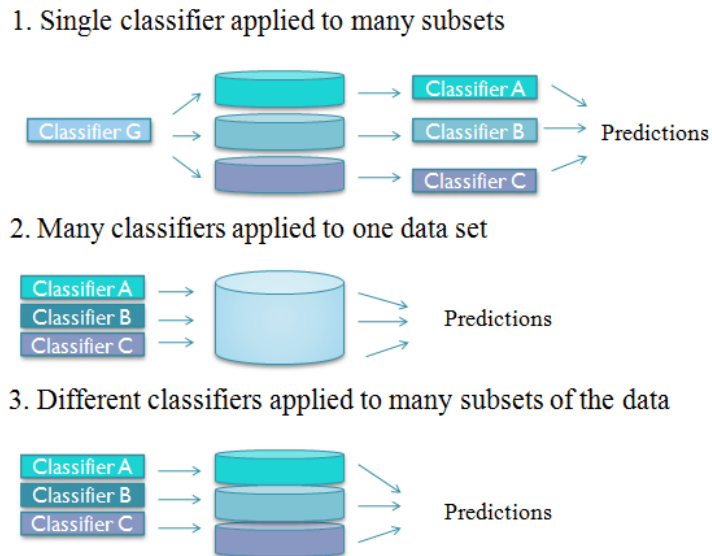 1. Single classifier applied to many subsets
Classifier G
Classifier A
Classifier B
Classifier C
Predictions
2. Many classifiers applied to one data set
Classifier A
Classifier B
Classifier C
Predictions
3. Different classifiers applied to many subsets of the data
Classifier A
Classifier B
Classifier C
Predictions